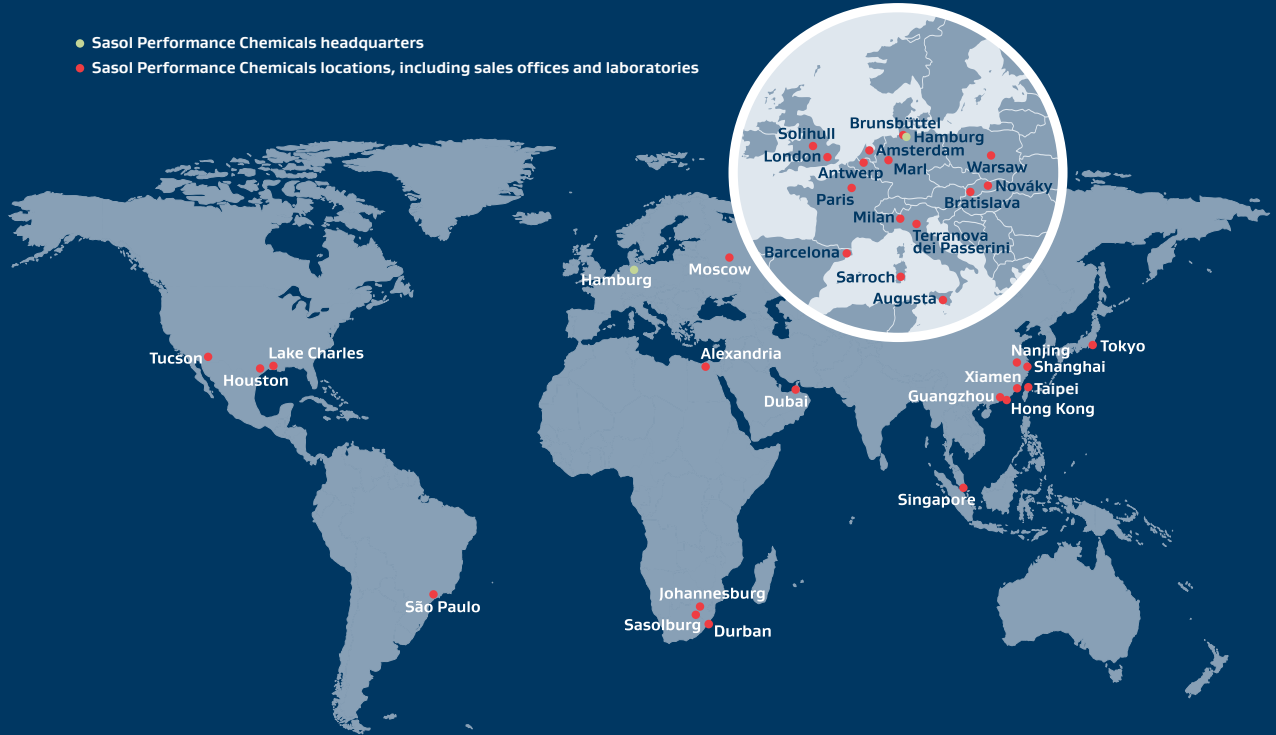 Sasol Performance Chemicals headquarters
Sasol Performance Chemicals locations, including sales offices and laboratories
Brunsbüttel
Solihull
Hamburg
London
Amsterdam
Antwerp
Marl
Warsaw
Nováky
Paris
Bratislava
Milan
Terranova
dei Passerini
Barcelona
Sarroch
Augusta
Hamburg
Moscow
Tucson
Lake Charles
Houston
Alexandria
Dubai
Nanjing
Tokyo
Shanghai
Xiamen
Taipei
Guangzhou
Hong Kong
Singapore
São Paulo
Johannesburg
Sasolburg
Durban